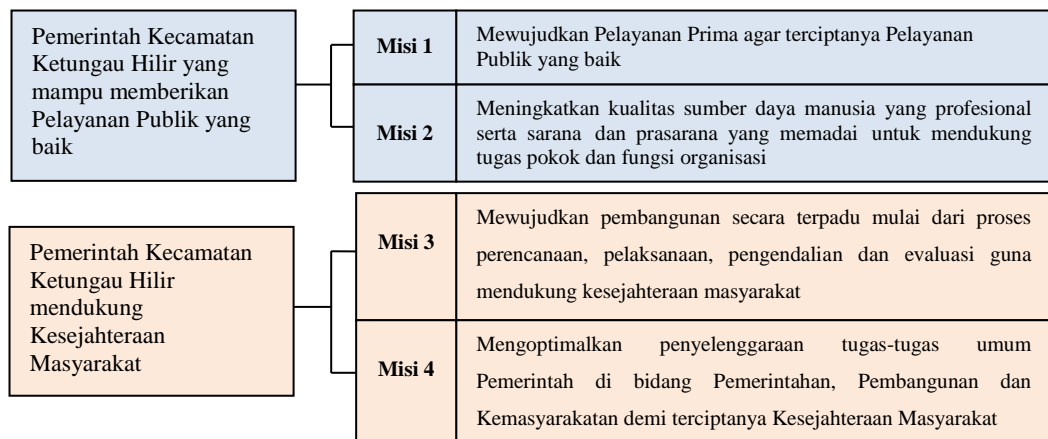 Pemerintah Kecamatan
Ketungau Hilir yang
mampu memberikan
Pelayanan Publik yang
baik
Misi 1
Mewujudkan Pelayanan Prima agar terciptanya Pelayanan
Publik yang baik
Misi 2
Meningkatkan kualitas sumber daya manusia yang profesional
serta sarana dan prasarana yang memadai untuk mendukung
tugas pokok dan fungsi organisasi
Pemerintah Kecamatan
Ketungau Hilir
mendukung
Kesejahteraan
Masyarakat
Misi 3
Mewujudkan pembangunan secara terpadu mulai dari proses
perencanaan, pelaksanaan, pengendalian dan evaluasi guna
mendukung kesejahteraan masyarakat
Misi 4
Mengoptimalkan penyelenggaraan tugas-tugas umum
Pemerintah di bidang Pemerintahan, Pembangunan dan
Kemasyarakatan demi terciptanya Kesejahteraan Masyarakat